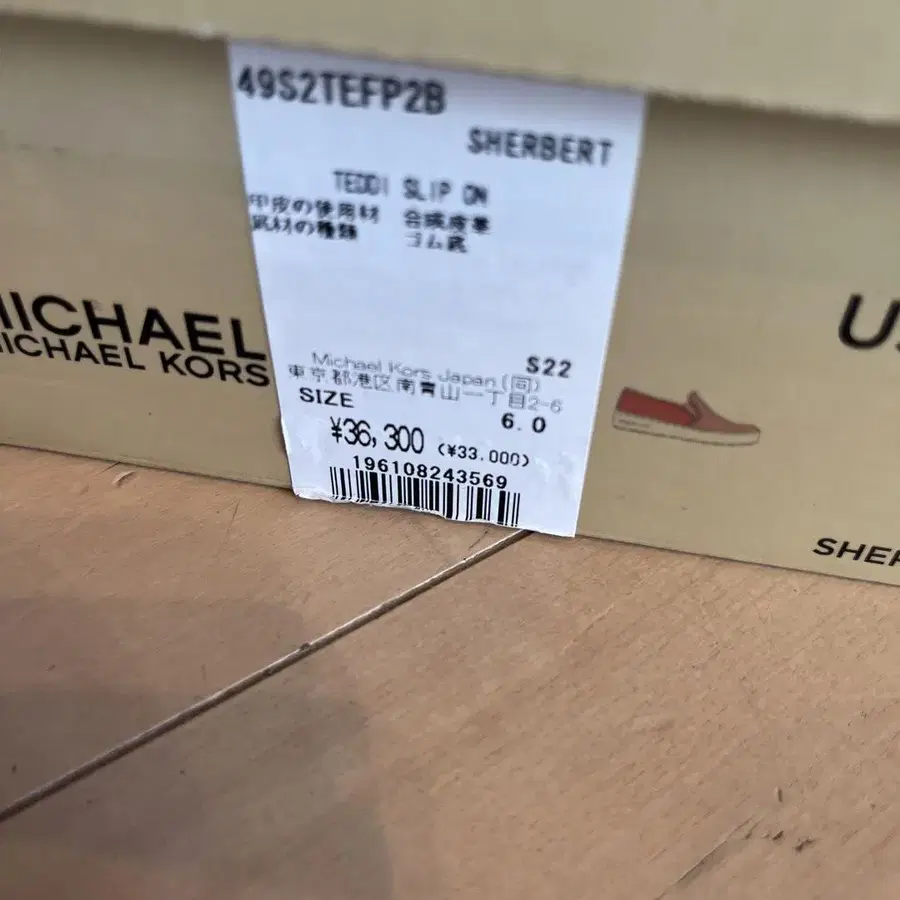 49S2TEFP2B
SHERBERT
TEDDI SLIP ON
甲皮の使用材 合成皮革
底材の種類 ゴム底
MICHAEL
MICHAEL KORS
S22
Michael Kors Japan(同)
東京都港区南青山一丁目2-6
SIZE
6.0
¥36,300 (¥33.000)
196108243569
US
SHER